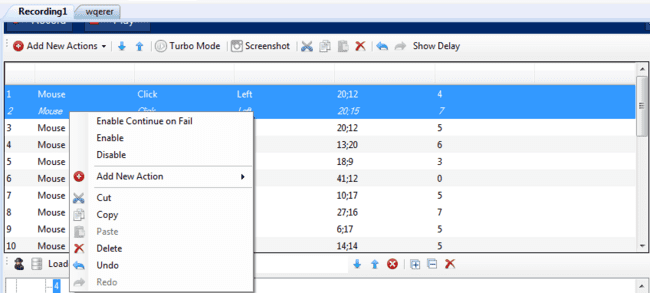 Recording1 wqerer
Record Play
Add New Actions Turbo Mode Screenshot Show Delay
1 Mouse Click Left 20;12 4
2 Mouse Click Left 20;15 7
3 Mouse 20;12 5
4 Mouse 13;20 6
5 Mouse 18;9 3
6 Mouse 41;12 0
7 Mouse 10;17 5
8 Mouse 27;16 7
9 Mouse 6;17 5
10 Mouse 14;14 5
Enable Continue on Fail
Enable
Disable
Add New Action
Cut
Copy
Paste
Delete
Undo
Redo
Load
4